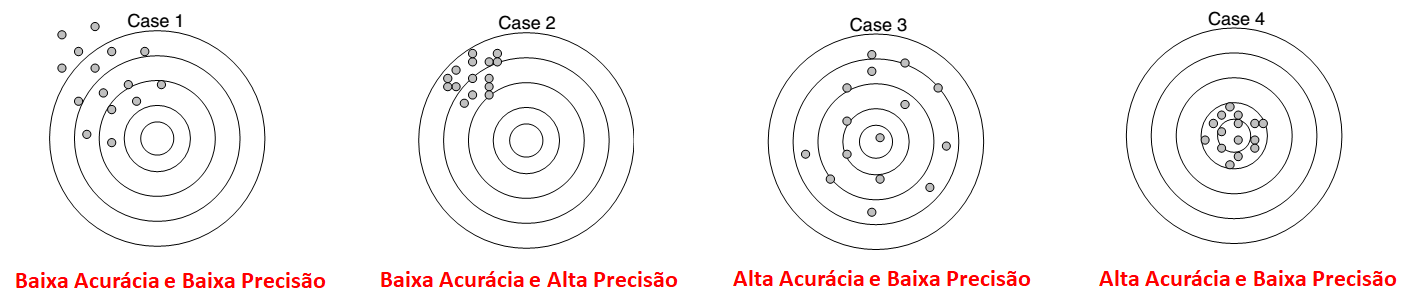 Case 1
Case 2
Case 3
Case 4
Baixa Acurácia e Baixa Precisão
Baixa Acurácia e Alta Precisão
Alta Acurácia e Baixa Precisão
Alta Acurácia e Baixa Precisão